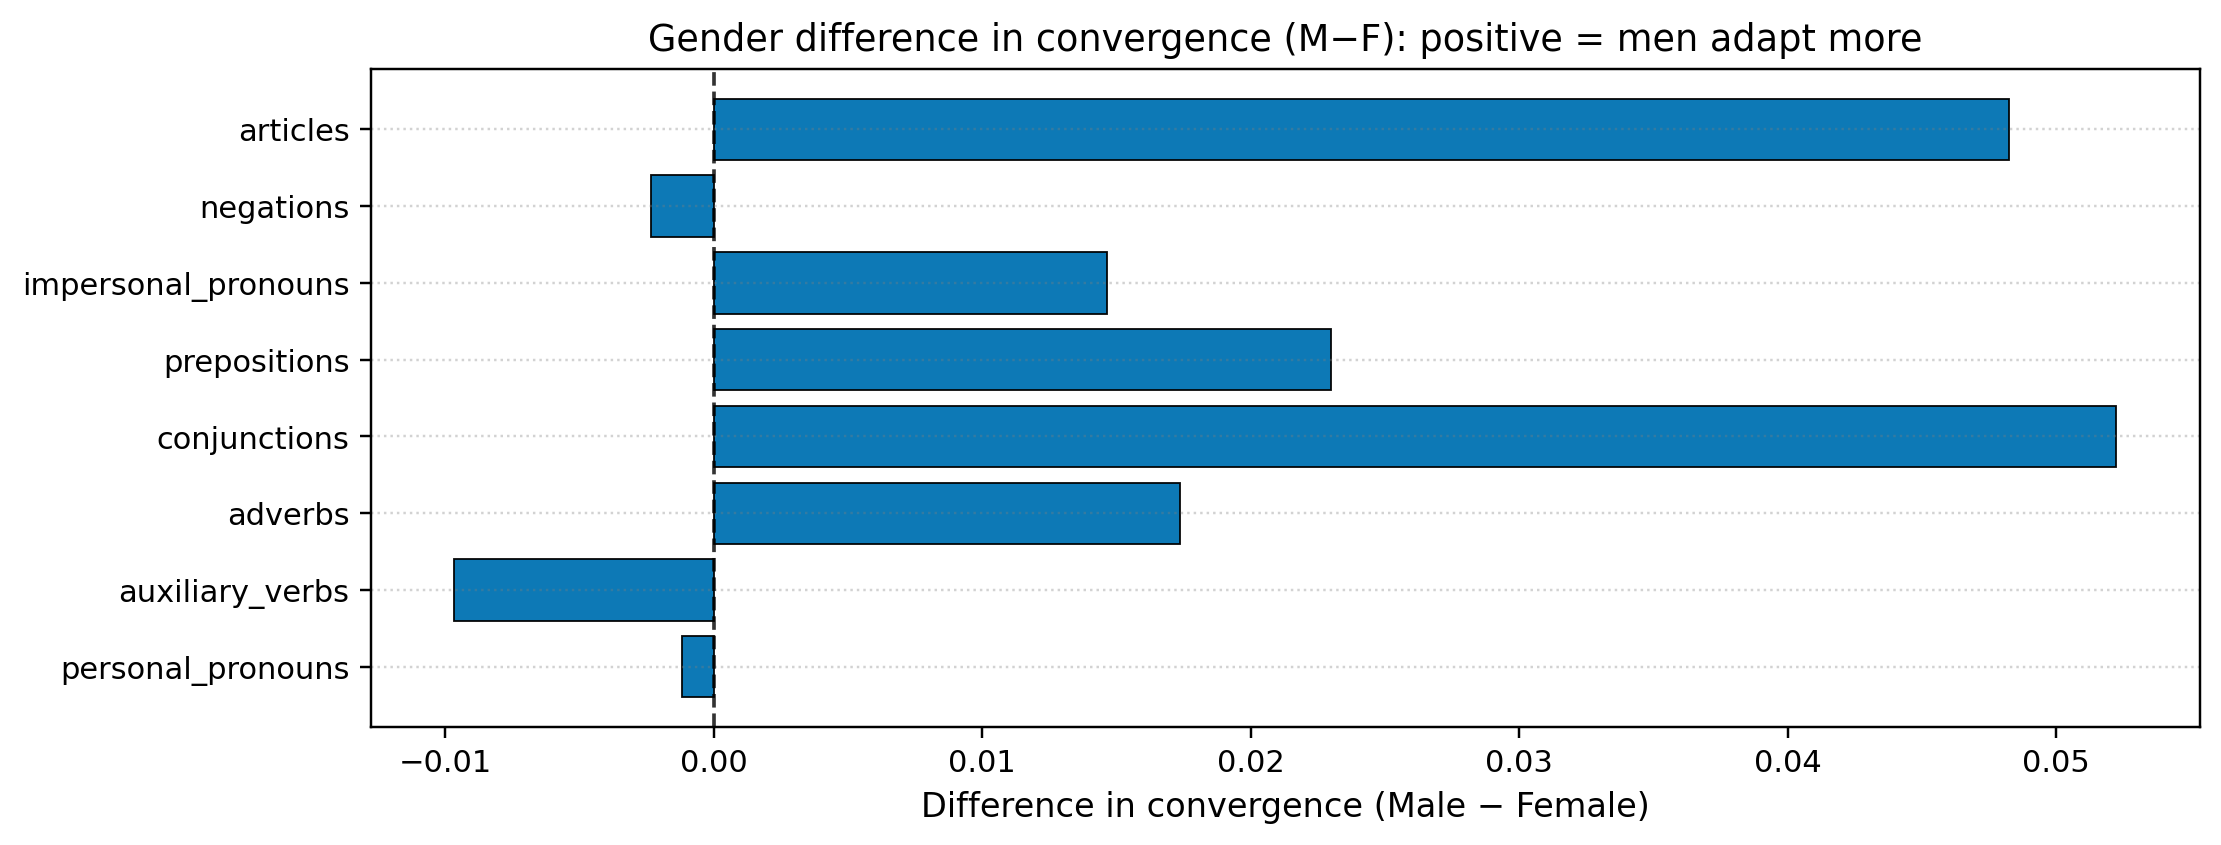 Gender difference in convergence (M−F): positive = men adapt more
articles
negations
impersonal_pronouns
prepositions
conjunctions
adverbs
auxiliary_verbs
personal_pronouns
−0.01 0.00 0.01 0.02 0.03 0.04 0.05
Difference in convergence (Male − Female)